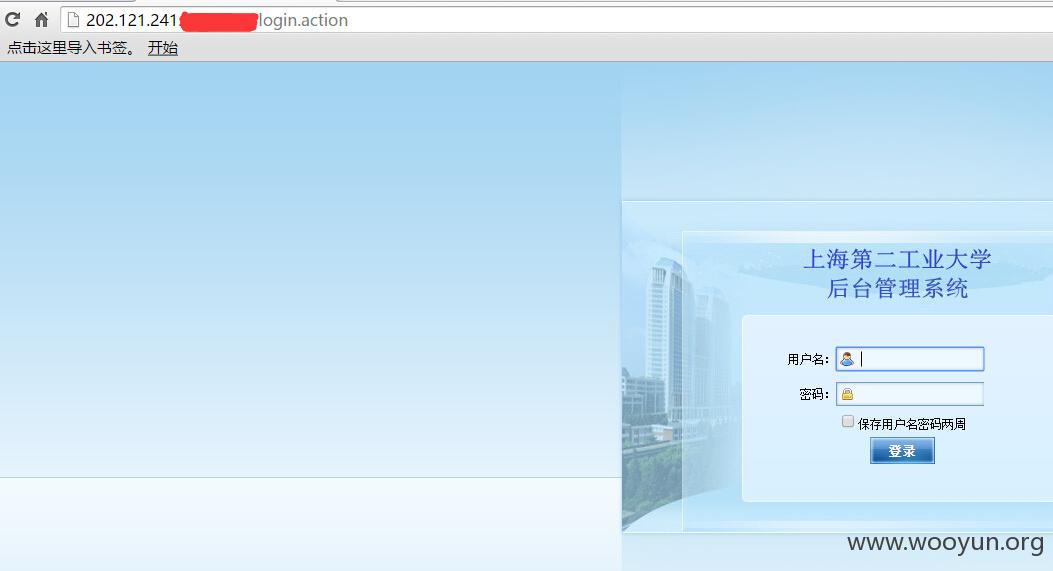 202.121.241
login.action
点击这里导入书签。 开始
上海第二工业大学
后台管理系统
用户名:
密码:
保存用户名密码两周
登录
www.wooyun.org